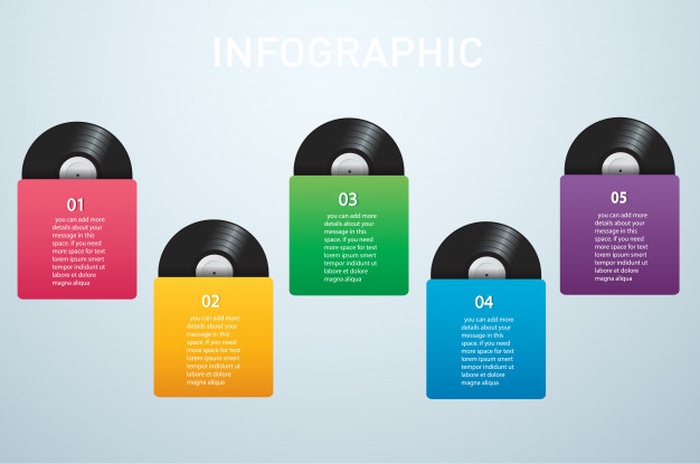 INFOGRAPHIC
01
you can add more
details about your
message in this
space. if you need
more space for text
lorem ipsum smert
tempor indidunt ut
labore et dolore
magna aliqua
02
you can add more
details about your
message in this
space. if you need
more space for text
lorem ipsum smert
tempor indidunt ut
labore et dolore
magna aliqua
03
you can add more
details about your
message in this
space. if you need
more space for text
lorem ipsum smert
tempor indidunt ut
labore et dolore
magna aliqua
04
you can add more
details about your
message in this
space. if you need
more space for text
lorem ipsum smert
tempor indidunt ut
labore et dolore
magna aliqua
05
you can add more
details about your
message in this
space. if you need
more space for text
lorem ipsum smert
tempor indidunt ut
labore et dolore
magna aliqua